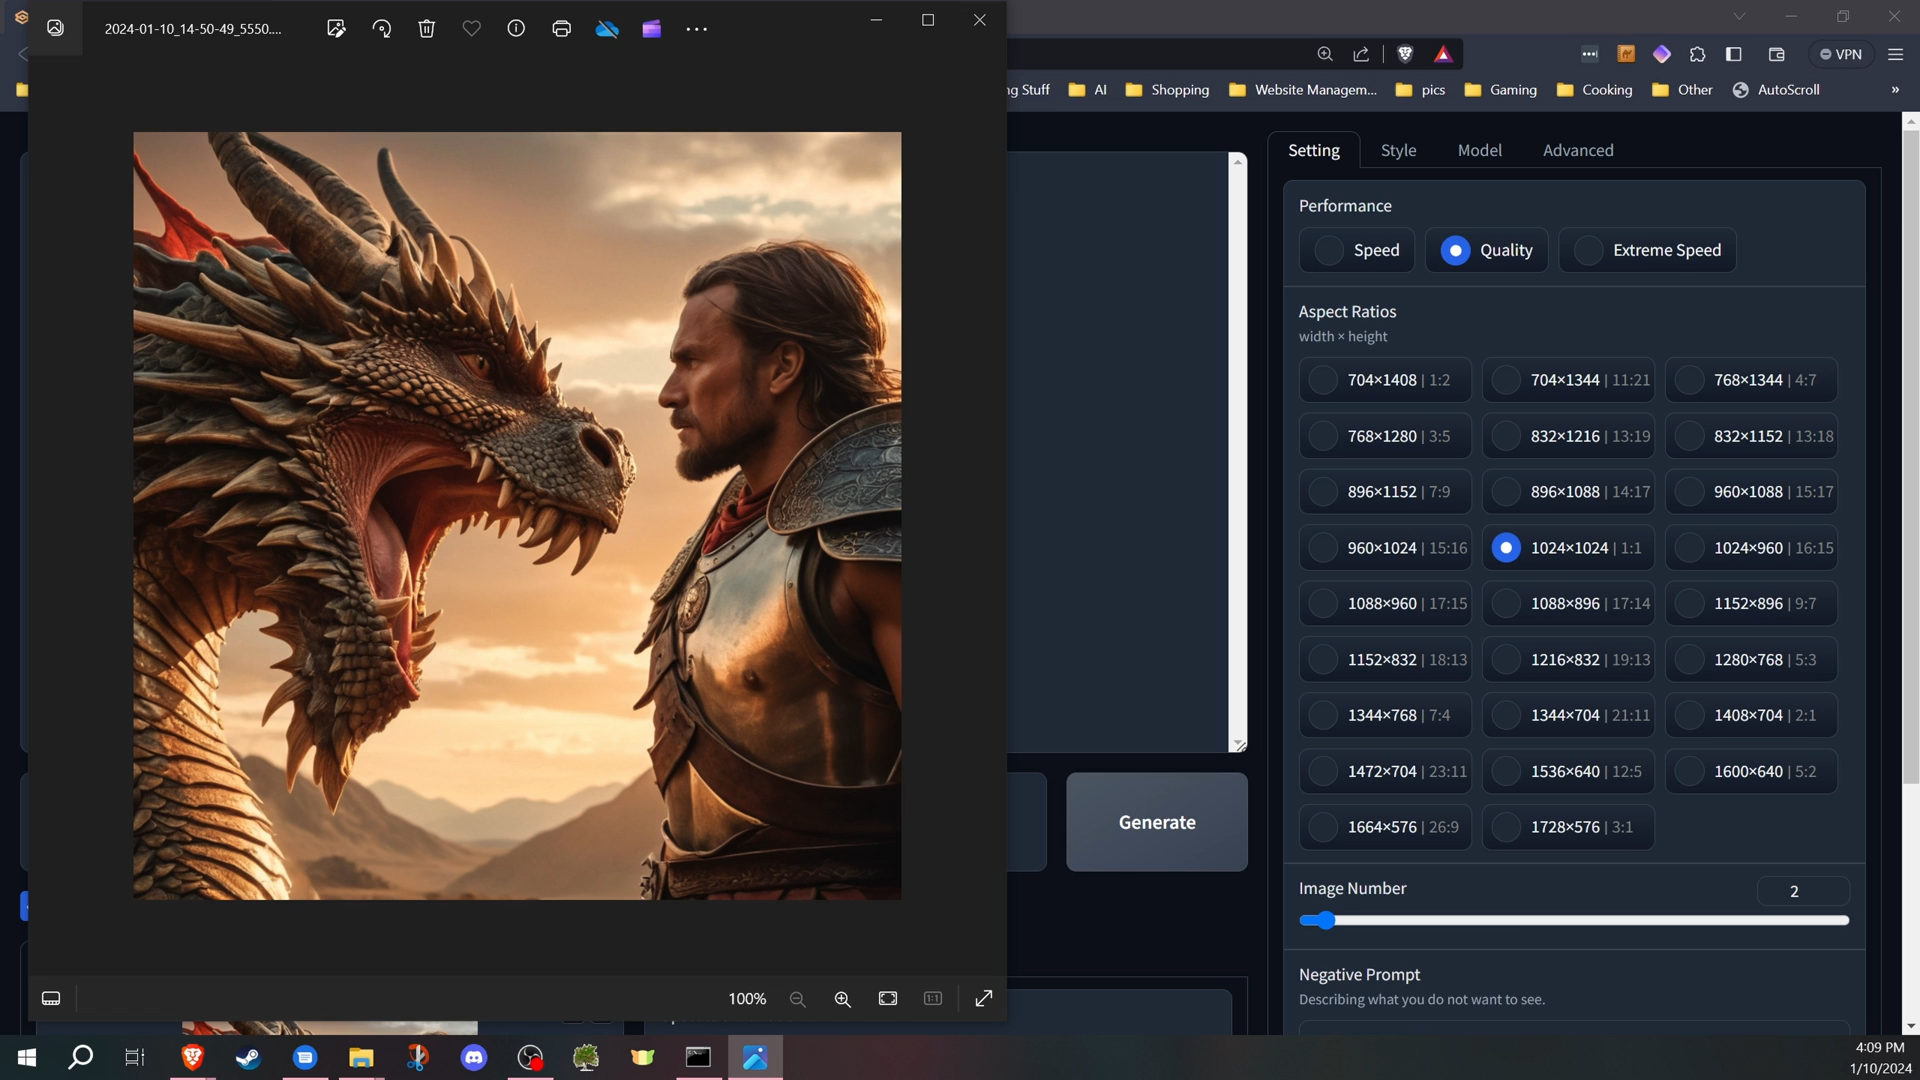 2024-01-10_14-50-49_5550....
VPN
ng Stuff
AI
Shopping
Website Managem...
pics
Gaming
Cooking
Other
AutoScroll
»
Setting
Style
Model
Advanced
Performance
Speed
Quality
Extreme Speed
Aspect Ratios
width × height
704×1408 | 1:2
704×1344 | 11:21
768×1344 | 4:7
768×1280 | 3:5
832×1216 | 13:19
832×1152 | 13:18
896×1152 | 7:9
896×1088 | 14:17
960×1088 | 15:17
960×1024 | 15:16
1024×1024 | 1:1
1024×960 | 16:15
1088×960 | 17:15
1088×896 | 17:14
1152×896 | 9:7
1152×832 | 18:13
1216×832 | 19:13
1280×768 | 5:3
1344×768 | 7:4
1344×704 | 21:11
1408×704 | 2:1
1472×704 | 23:11
1536×640 | 12:5
1600×640 | 5:2
1664×576 | 26:9
1728×576 | 3:1
Generate
Image Number
2
Negative Prompt
Describing what you do not want to see.
100%
1:1
4:09 PM
1/10/2024